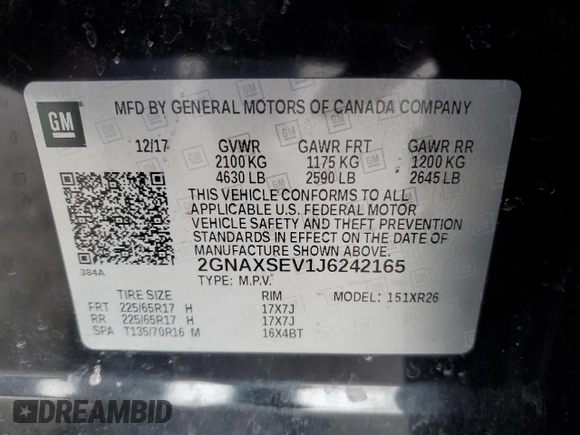 GM
MFD BY GENERAL MOTORS OF CANADA COMPANY
12/17 GVWR GAWR FRT GAWR RR
2100 KG 1175 KG 1200 KG
4630 LB 2590 LB 2645 LB
THIS VEHICLE CONFORMS TO ALL
APPLICABLE U.S. FEDERAL MOTOR
VEHICLE SAFETY AND THEFT PREVENTION
STANDARDS IN EFFECT ON THE DATE OF
MANUFACTURE SHOWN ABOVE.
384A 2GNAXSEV1J6242165
TYPE: M.P.V.
TIRE SIZE RIM MODEL: 151XR26
FRT 225/65R17 H 17X7J
RR 225/65R17 H 17X7J
SPA T135/70R16 M 16X4BT
DREAMBID